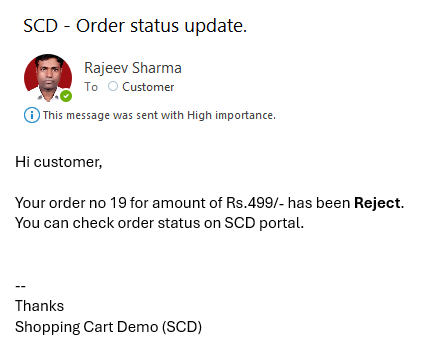 SCD - Order status update.
Rajeev Sharma
To Customer
This message was sent with High importance.
Hi customer,
Your order no 19 for amount of Rs.499/- has been Reject.
You can check order status on SCD portal.
--
Thanks
Shopping Cart Demo (SCD)